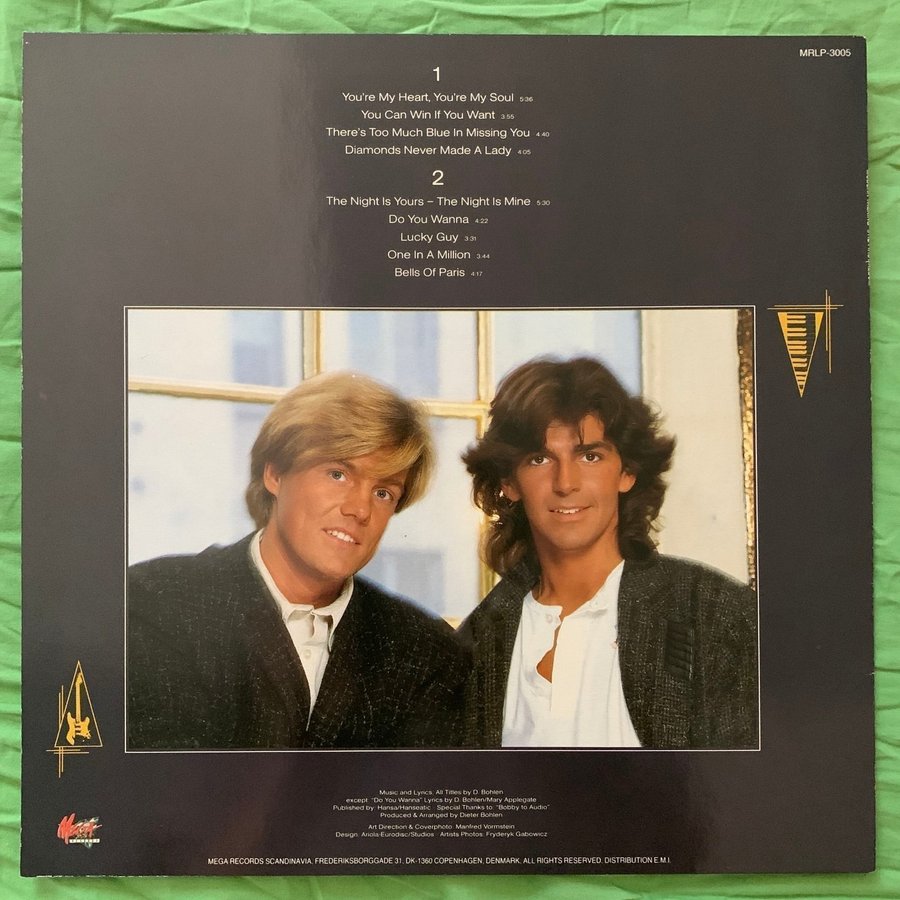 MRLP-3005
1
You're My Heart, You're My Soul 5:36
You Can Win If You Want 3:55
There's Too Much Blue In Missing You 4:40
Diamonds Never Made A Lady 4:05
2
The Night Is Yours – The Night Is Mine 5:30
Do You Wanna 4:22
Lucky Guy 3:31
One In A Million 3:44
Bells Of Paris 4:17
Music and Lyrics, All Titles by D. Bohlen
except "Do You Wanna" Lyrics by D. Bohlen/Mary Applegate
Published by: Hansa/Hanseatic Special Thanks to: "Bobby to Audio"
Produced & Arranged by Dieter Bohlen
Art Direction & Coverphoto: Manfred Vormstein
Design: Ariola-Eurodisc/Studios Artists Photos: Fryderyk Gabowicz
MEGA RECORDS
MEGA RECORDS SCANDINAVIA, FREDERIKSBORGGADE 31, DK-1360 COPENHAGEN, DENMARK, ALL RIGHTS RESERVED, DISTRIBUTION E.M.I.